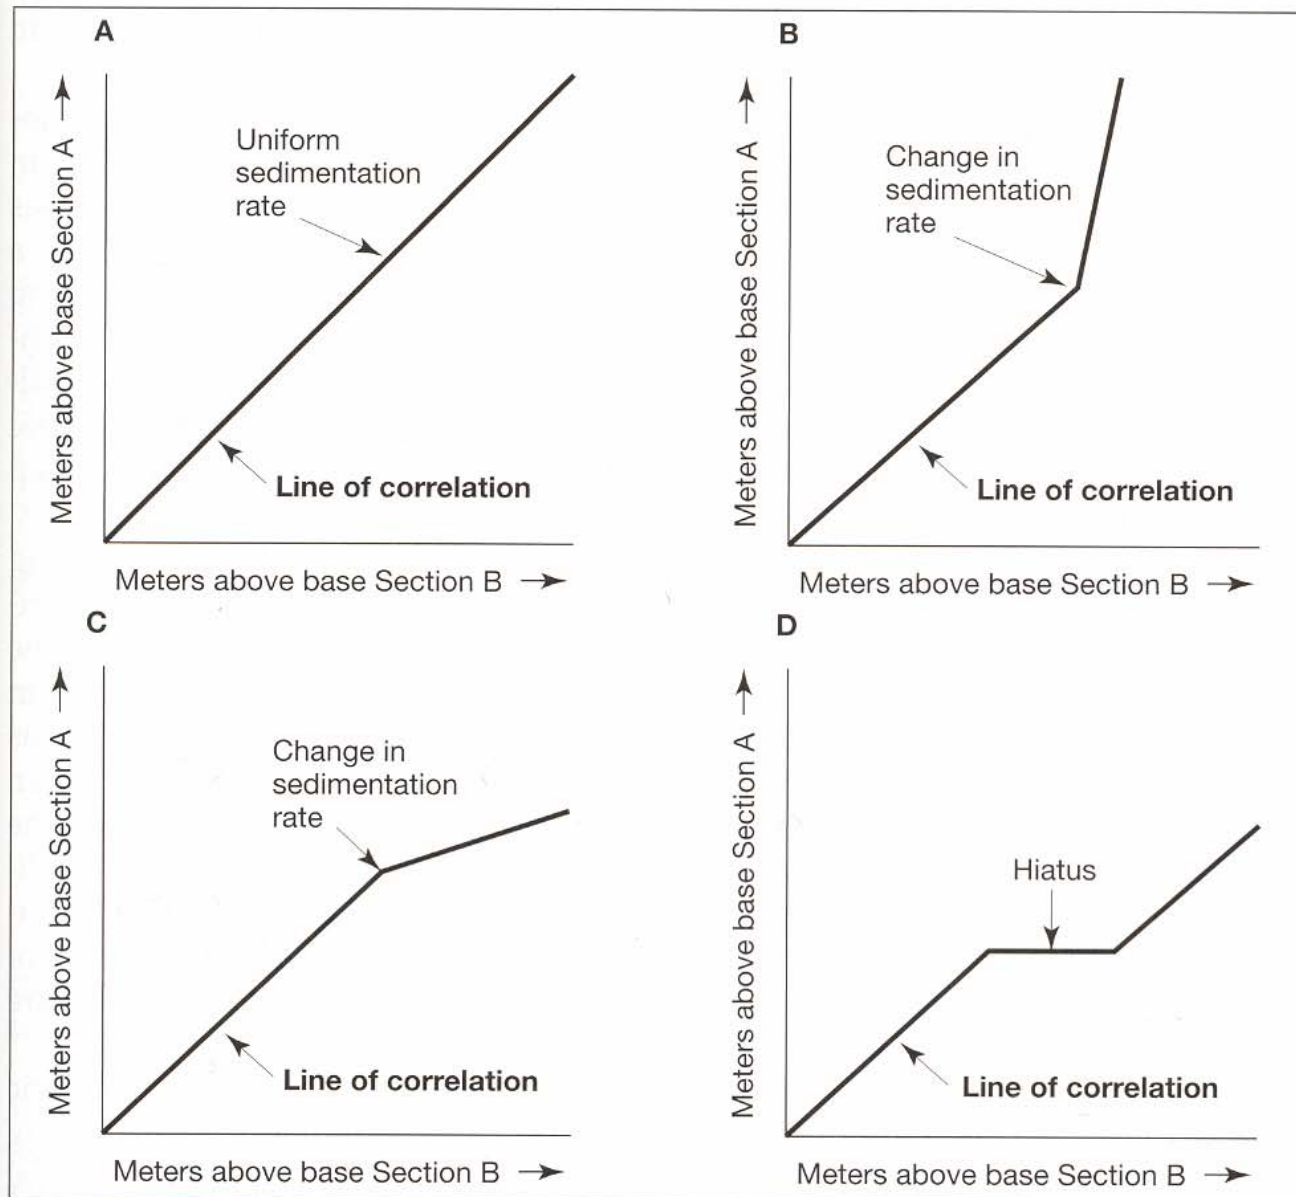 A
Meters above base Section A
Uniform
sedimentation
rate
Line of correlation
Meters above base Section B
B
Meters above base Section A
Change in
sedimentation
rate
Line of correlation
Meters above base Section B
C
Meters above base Section A
Change in
sedimentation
rate
Line of correlation
Meters above base Section B
D
Meters above base Section A
Hiatus
Line of correlation
Meters above base Section B